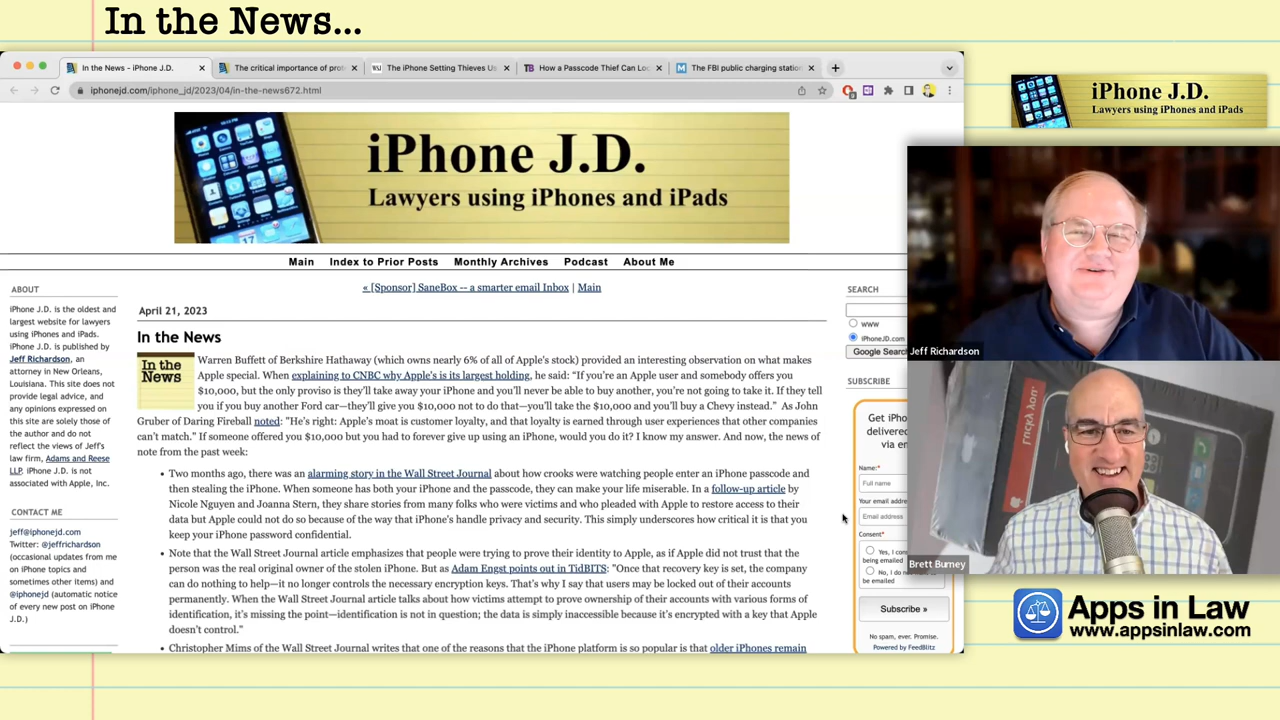 In the News...
In the News - iPhone J.D.
The critical importance of prot
The iPhone Setting Thieves Us
How a Passcode Thief Can Loc
The FBI public charging station
iphonejd.com/iphone_jd/2023/04/in-the-news672.html
iPhone J.D.
Lawyers using iPhones and iPads
Main
Index to Prior Posts
Monthly Archives
Podcast
About Me
« [Sponsor] SaneBox -- a smarter email Inbox | Main
ABOUT
iPhone J.D. is the oldest and
largest website for lawyers
using iPhones and iPads.
iPhone J.D. is published by
Jeff Richardson, an
attorney in New Orleans,
Louisiana. This site does not
provide legal advice, and
any opinions expressed on
this site are solely those of
the author and do not
reflect the views of Jeff's
law firm, Adams and Reese
LLP. iPhone J.D. is not
associated with Apple, Inc.
CONTACT ME
jeff@iphonejd.com
Twitter: @jeffrichardson
(occasional updates from me
on iPhone topics and
sometimes other items) and
@iphonejd (automatic notice
of every new post on iPhone
J.D.)
April 21, 2023
In the News
In the
News
Warren Buffett of Berkshire Hathaway (which owns nearly 6% of all of Apple's stock) provided an interesting observation on what makes
Apple special. When explaining to CNBC why Apple's is its largest holding, he said: "If you're an Apple user and somebody offers you
$10,000, but the only proviso is they'll take away your iPhone and you'll never be able to buy another, you're not going to take it. If they tell
you if you buy another Ford car—they'll give you $10,000 not to do that—you'll take the $10,000 and you'll buy a Chevy instead." As John
Gruber of Daring Fireball noted: "He's right: Apple's moat is customer loyalty, and that loyalty is earned through user experiences that other companies
can't match." If someone offered you $10,000 but you had to forever give up using an iPhone, would you do it? I know my answer. And now, the news of
note from the past week:
• Two months ago, there was an alarming story in the Wall Street Journal about how crooks were watching people enter an iPhone passcode and
then stealing the iPhone. When someone has both your iPhone and the passcode, they can make your life miserable. In a follow-up article by
Nicole Nguyen and Joanna Stern, they share stories from many folks who were victims and who pleaded with Apple to restore access to their
data but Apple could not do so because of the way that iPhone's handle privacy and security. This simply underscores how critical it is that you
keep your iPhone password confidential.
• Note that the Wall Street Journal article emphasizes that people were trying to prove their identity to Apple, as if Apple did not trust that the
person was the real original owner of the stolen iPhone. But as Adam Engst points out in TidBITS: "Once that recovery key is set, the company
can do nothing to help—it no longer controls the necessary encryption keys. That's why I say that users may be locked out of their accounts
permanently. When the Wall Street Journal article talks about how victims attempt to prove ownership of their accounts with various forms of
identification, it's missing the point—identification is not in question; the data is simply inaccessible because it's encrypted with a key that Apple
doesn't control."
• Christopher Mims of the Wall Street Journal writes that one of the reasons that the iPhone platform is so popular is that older iPhones remain
SEARCH
WWW
iPhoneJD.com
Google Search
SUBSCRIBE
Get iPh
delivere
via em
Name:*
Full name
Your email addre
Email address
Consent*
Yes, I cons
being emailed
No, I do n
be emailed
Subscribe »
No spam, ever. Promise.
Powered by FeedBlitz
iPhone J.D.
Lawyers using iPhones and iPads
Jeff Richardson
Brett Burney
Apps in Law
www.appsinlaw.com